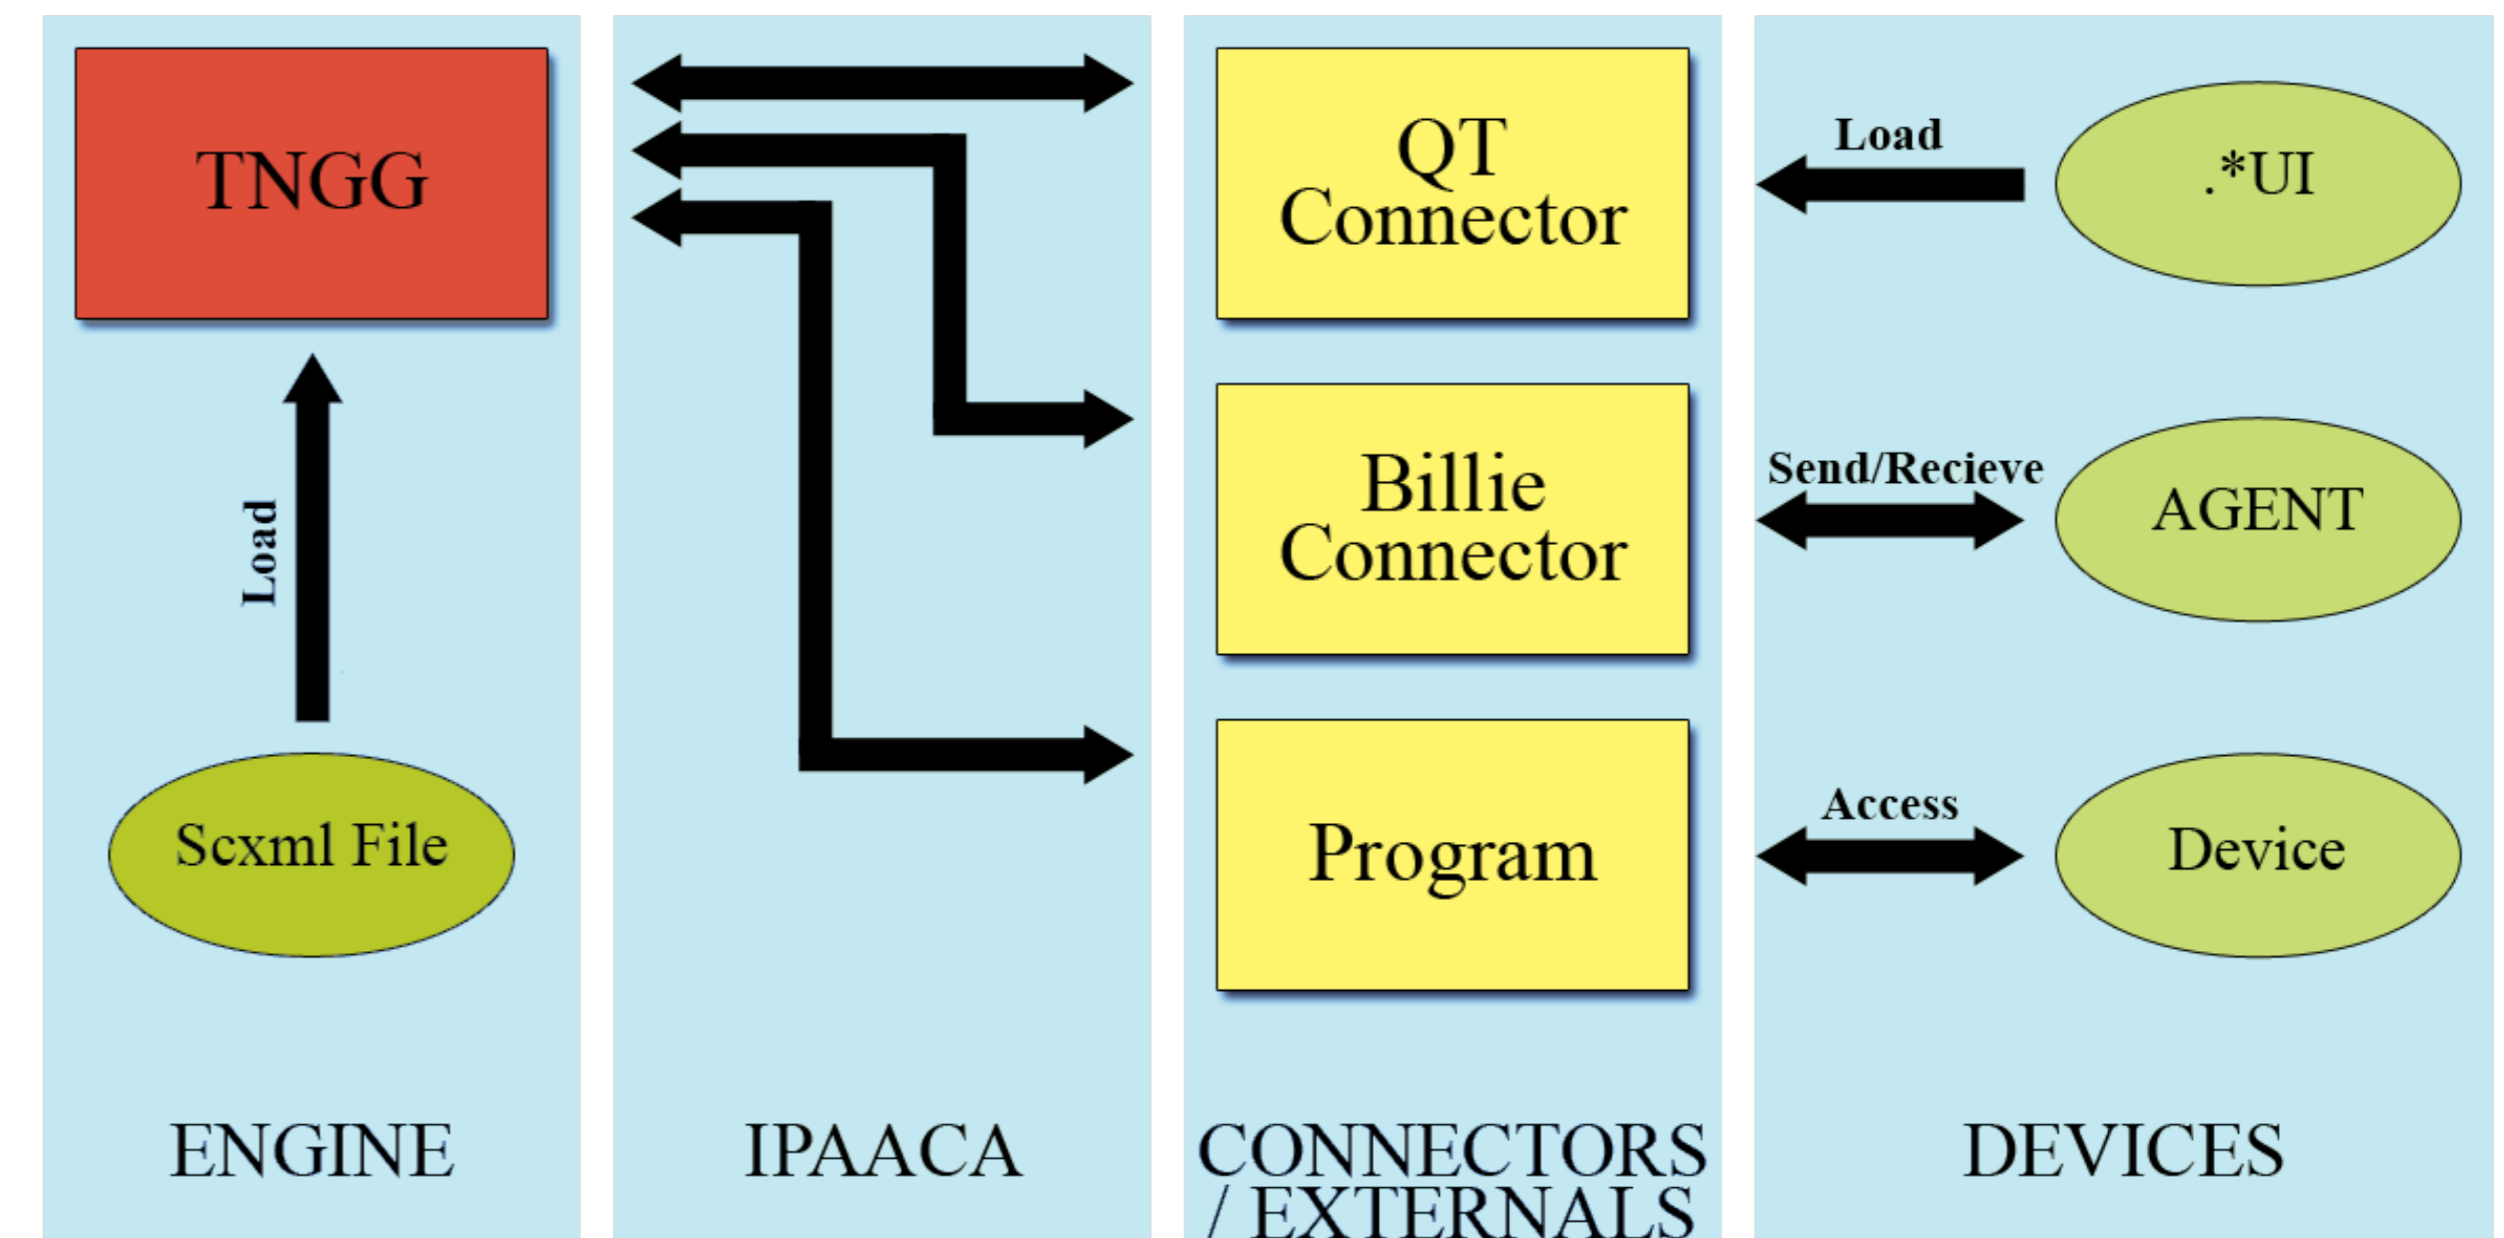 TNGG
Load
Scxml File
ENGINE
IPAACA
QT
Connector
Billie
Connector
Program
CONNECTORS
/ EXTERNALS
Load
.*UI
Send/Recieve
AGENT
Access
Device
DEVICES